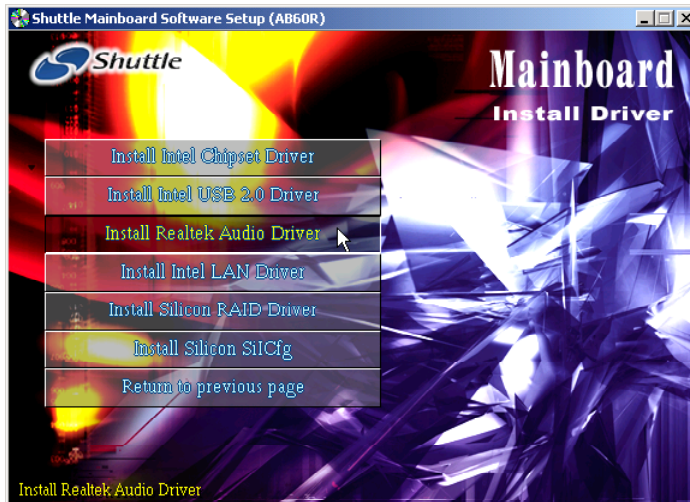 Shuttle Mainboard Software Setup (AB60R)
Shuttle
Mainboard
Install Driver
Install Intel Chipset Driver
Install Intel USB 2.0 Driver
Install Realtek Audio Driver
Install Intel LAN Driver
Install Silicon RAID Driver
Install Silicon SiICfg
Return to previous page
Install Realtek Audio Driver